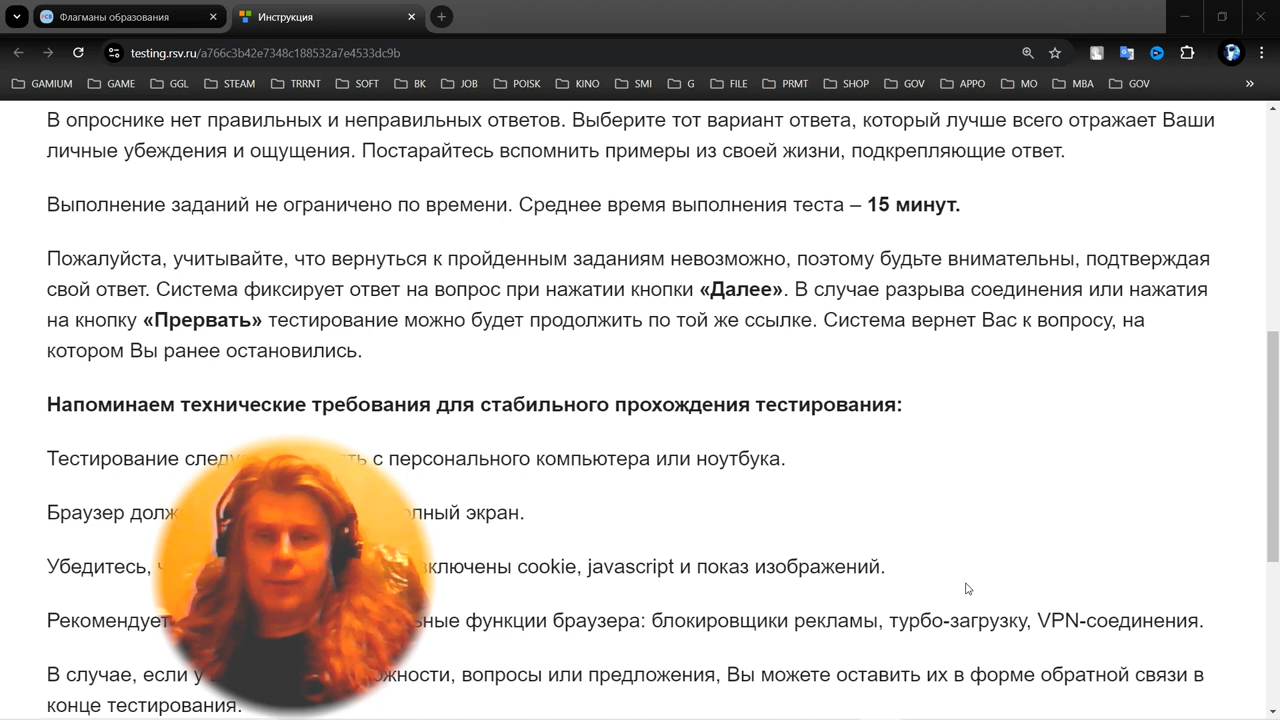 Флагманы образования
Инструкция
testing.rsv.ru/a766c3b42e7348c188532a7e4533dc9b
GAMIUM GAME GGL STEAM TRRNT SOFT BK JOB POISK KINO SMI G FILE PRMT SHOP GOV APPO MO MBA GOV
В опроснике нет правильных и неправильных ответов. Выберите тот вариант ответа, который лучше всего отражает Ваши
личные убеждения и ощущения. Постарайтесь вспомнить примеры из своей жизни, подкрепляющие ответ.
Выполнение заданий не ограничено по времени. Среднее время выполнения теста – 15 минут.
Пожалуйста, учитывайте, что вернуться к пройденным заданиям невозможно, поэтому будьте внимательны, подтверждая
свой ответ. Система фиксирует ответ на вопрос при нажатии кнопки «Далее». В случае разрыва соединения или нажатия
на кнопку «Прервать» тестирование можно будет продолжить по той же ссылке. Система вернет Вас к вопросу, на
котором Вы ранее остановились.
Напоминаем технические требования для стабильного прохождения тестирования:
Тестирование с персонального компьютера или ноутбука.
Браузер экран.
Убедитесь, включены cookie, javascript и показ изображений.
функции браузера: блокировщики рекламы, турбо-загрузку, VPN-соединения.
В случае, если вопросы или предложения, Вы можете оставить их в форме обратной связи в
конце тестирования.